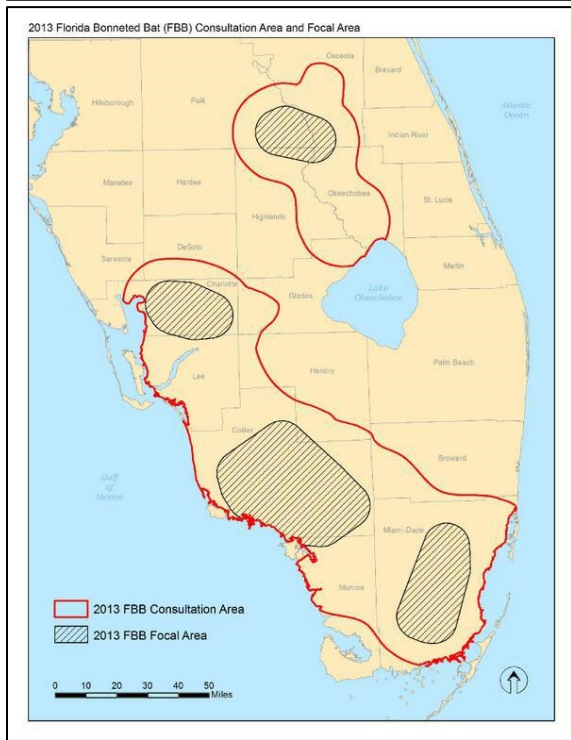 2013 Florida Bonneted Bat (FBB) Consultation Area and Focal Area
Osceola
Brevard
Hillsborough
Polk
Atlantic
Ocean
Indian River
Manatee
Hardee
Okeechobee
St. Lucie
Highlands
DeSoto
Sarasota
Martin
Charlotte
Glades
Lake
Okeechobee
Lee
Hendry
Palm Beach
Collier
Broward
Gulf
of
Mexico
Miami-Dade
Monroe
2013 FBB Consultation Area
2013 FBB Focal Area
0 10 20 30 40 50
Miles